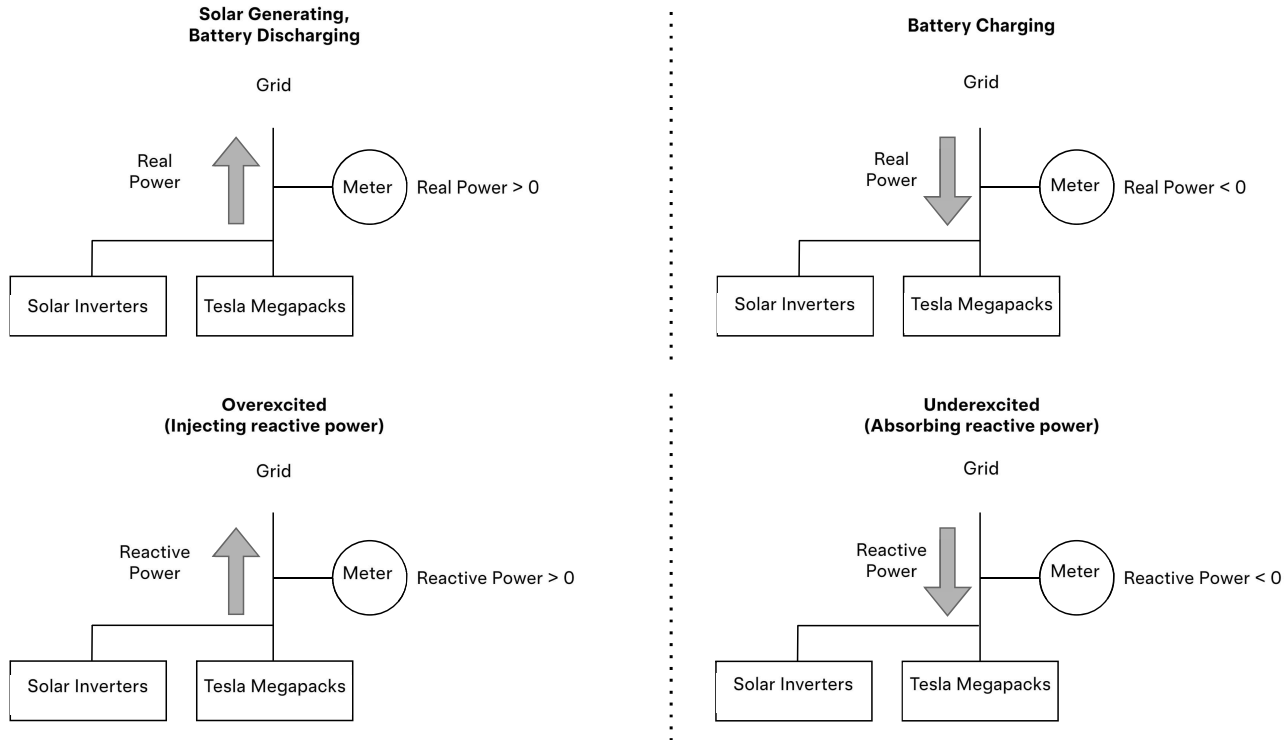 Solar Generating,
Battery Discharging
Grid
Real
Power
Meter
Real Power > 0
Solar Inverters
Tesla Megapacks
Battery Charging
Grid
Real
Power
Meter
Real Power < 0
Solar Inverters
Tesla Megapacks
Overexcited
(Injecting reactive power)
Grid
Reactive
Power
Meter
Reactive Power > 0
Solar Inverters
Tesla Megapacks
Underexcited
(Absorbing reactive power)
Grid
Reactive
Power
Meter
Reactive Power < 0
Solar Inverters
Tesla Megapacks